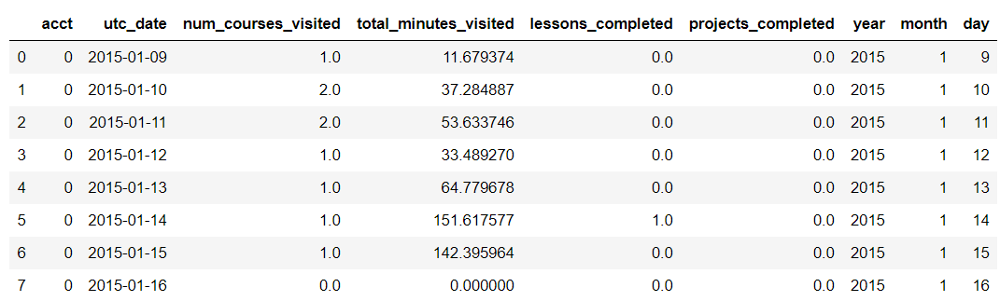 acct utc_date num_courses_visited total_minutes_visited lessons_completed projects_completed year month day
0 0 2015-01-09 1.0 11.679374 0.0 0.0 2015 1 9
1 0 2015-01-10 2.0 37.284887 0.0 0.0 2015 1 10
2 0 2015-01-11 2.0 53.633746 0.0 0.0 2015 1 11
3 0 2015-01-12 1.0 33.489270 0.0 0.0 2015 1 12
4 0 2015-01-13 1.0 64.779678 0.0 0.0 2015 1 13
5 0 2015-01-14 1.0 151.617577 1.0 0.0 2015 1 14
6 0 2015-01-15 1.0 142.395964 0.0 0.0 2015 1 15
7 0 2015-01-16 0.0 0.000000 0.0 0.0 2015 1 16